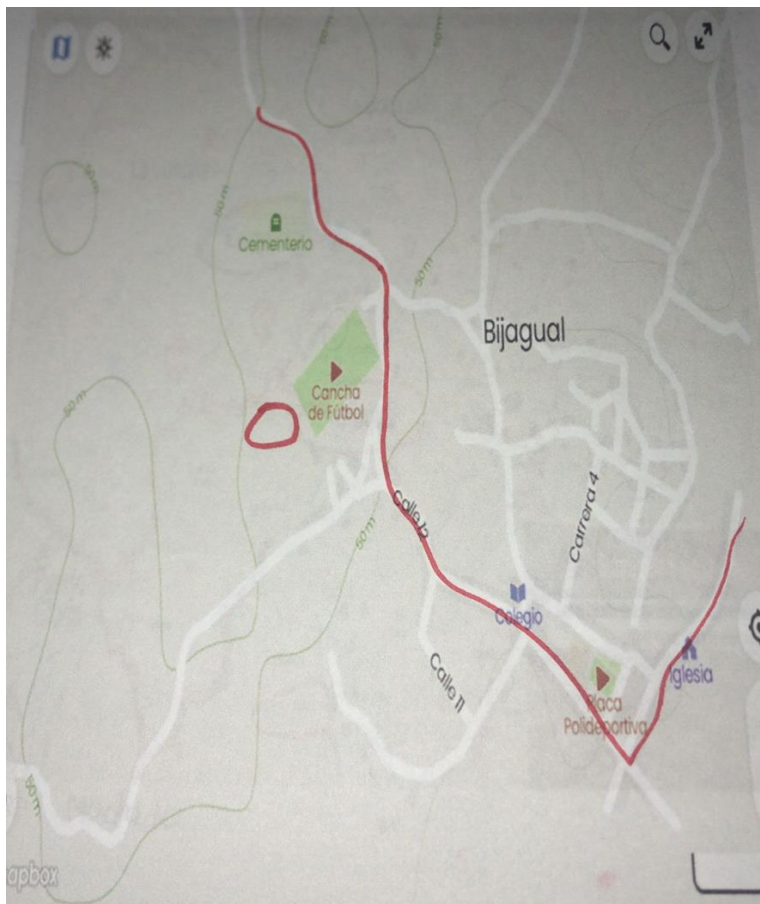 50 m
50 m
50 m
50 m
Cementerio
50 m
Bijagual
Cancha
de Fútbol
50 m
Calle 12
Carrera 4
50 m
Colegio
Calle 11
Iglesia
Placa
Polideportiva
50 m
apbox